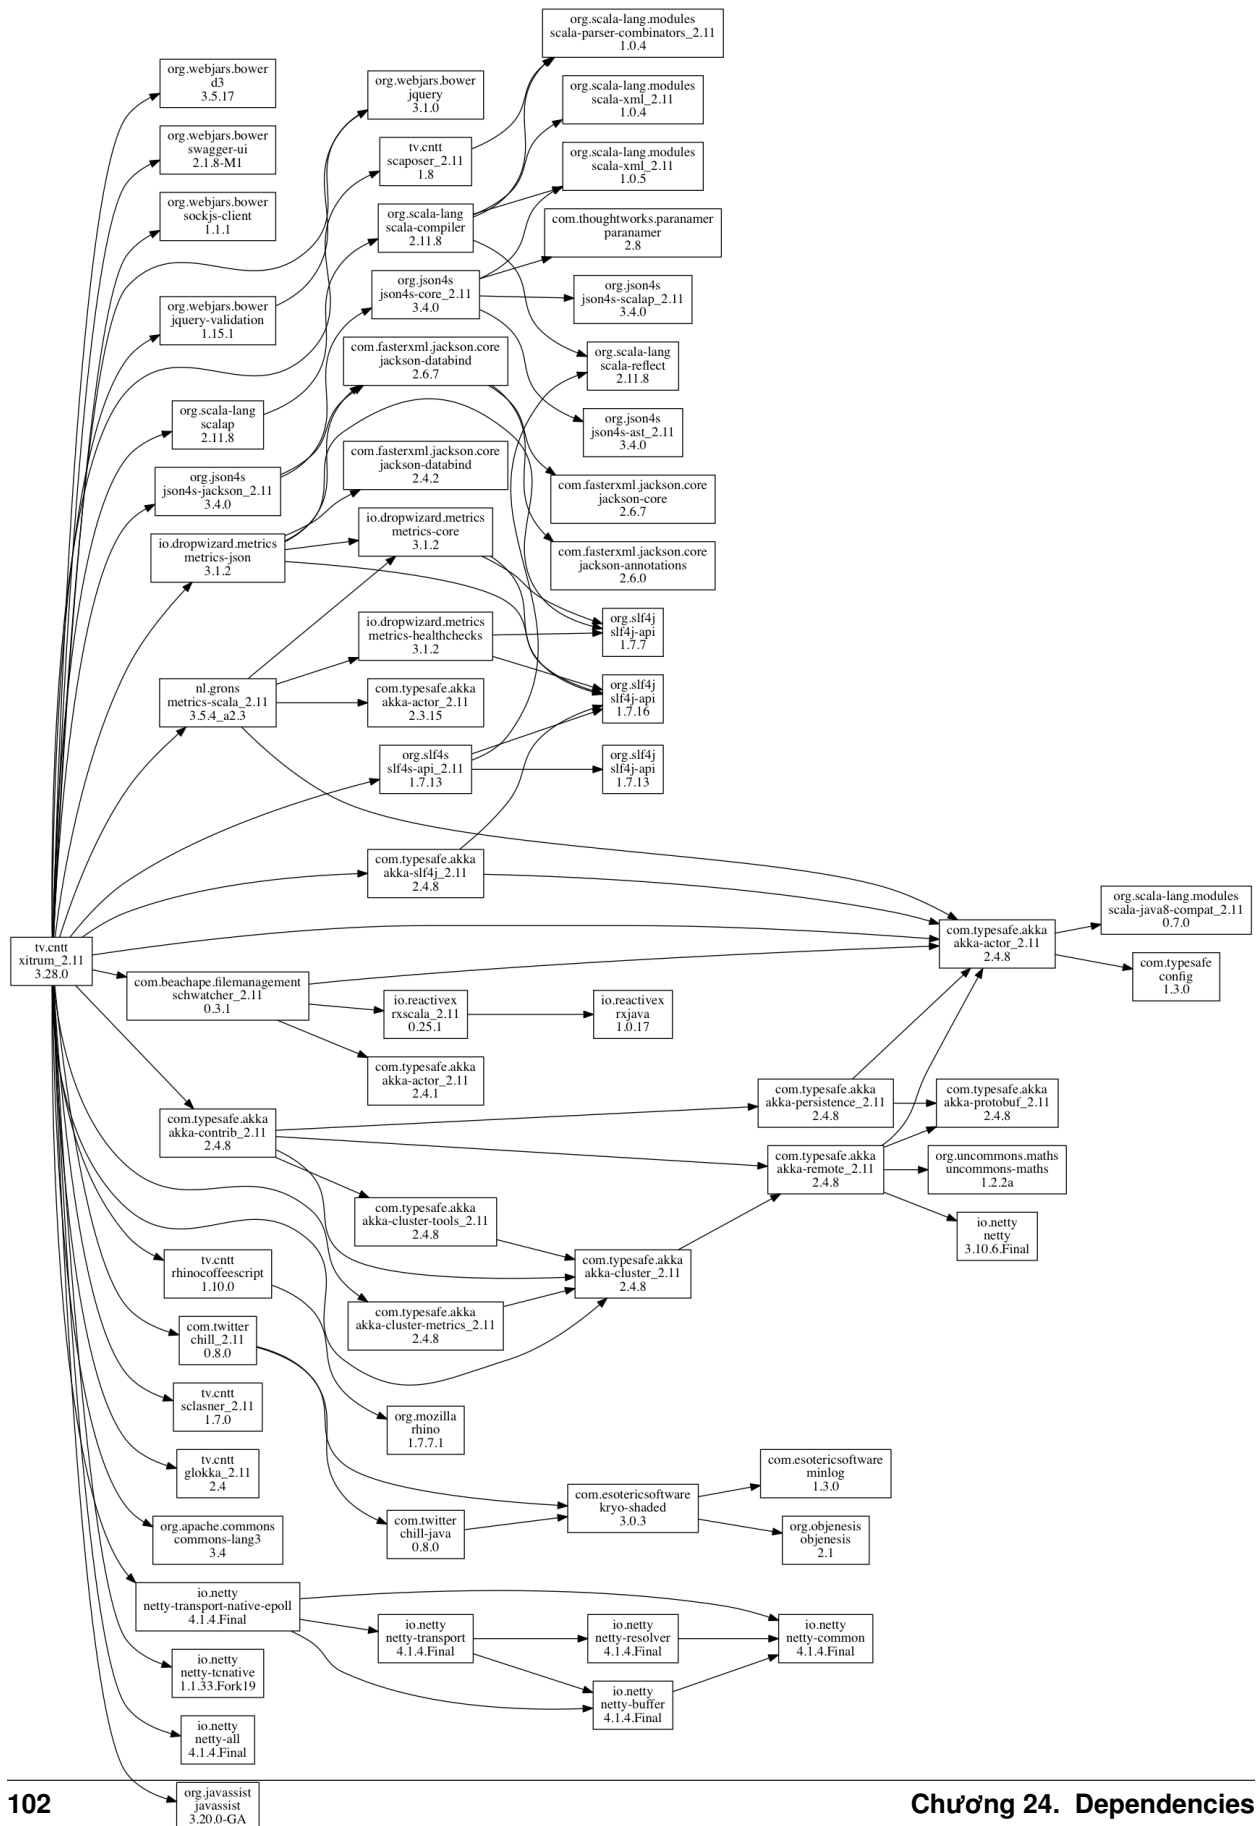 org.scala-lang.modules
scala-parser-combinators_2.11
1.0.4
org.webjars.bower
d3
3.5.17
org.webjars.bower
jquery
3.1.0
org.scala-lang.modules
scala-xml_2.11
1.0.4
org.webjars.bower
swagger-ui
2.1.8-M1
tv.cntt
scaposer_2.11
1.8
org.scala-lang.modules
scala-xml_2.11
1.0.5
org.webjars.bower
sockjs-client
1.1.1
org.scala-lang
scala-compiler
2.11.8
com.thoughtworks.paranamer
paranamer
2.8
org.json4s
json4s-core_2.11
3.4.0
org.json4s
json4s-scalap_2.11
3.4.0
org.webjars.bower
jquery-validation
1.15.1
com.fasterxml.jackson.core
jackson-databind
2.6.7
org.scala-lang
scala-reflect
2.11.8
org.scala-lang
scalap
2.11.8
org.json4s
json4s-ast_2.11
3.4.0
com.fasterxml.jackson.core
jackson-databind
2.4.2
org.json4s
json4s-jackson_2.11
3.4.0
com.fasterxml.jackson.core
jackson-core
2.6.7
io.dropwizard.metrics
metrics-core
3.1.2
io.dropwizard.metrics
metrics-json
3.1.2
com.fasterxml.jackson.core
jackson-annotations
2.6.0
io.dropwizard.metrics
metrics-healthchecks
3.1.2
org.slf4j
slf4j-api
1.7.7
nl.grons
metrics-scala_2.11
3.5.4_a2.3
com.typesafe.akka
akka-actor_2.11
2.3.15
org.slf4j
slf4j-api
1.7.16
org.slf4s
slf4s-api_2.11
1.7.13
org.slf4j
slf4j-api
1.7.13
com.typesafe.akka
akka-slf4j_2.11
2.4.8
org.scala-lang.modules
scala-java8-compat_2.11
0.7.0
tv.cntt
xitrum_2.11
3.28.0
com.typesafe.akka
akka-actor_2.11
2.4.8
com.typesafe
config
1.3.0
com.beachape.filemanagement
schwatcher_2.11
0.3.1
io.reactivex
rxscala_2.11
0.25.1
io.reactivex
rxjava
1.0.17
com.typesafe.akka
akka-actor_2.11
2.4.1
com.typesafe.akka
akka-persistence_2.11
2.4.8
com.typesafe.akka
akka-protobuf_2.11
2.4.8
com.typesafe.akka
akka-contrib_2.11
2.4.8
com.typesafe.akka
akka-remote_2.11
2.4.8
org.uncommons.maths
uncommons-maths
1.2.2a
com.typesafe.akka
akka-cluster-tools_2.11
2.4.8
io.netty
netty
3.10.6.Final
tv.cntt
rhinocoffeescript
1.10.0
com.typesafe.akka
akka-cluster_2.11
2.4.8
com.typesafe.akka
akka-cluster-metrics_2.11
2.4.8
com.twitter
chill_2.11
0.8.0
tv.cntt
sclasner_2.11
1.7.0
org.mozilla
rhino
1.7.7.1
tv.cntt
glokka_2.11
2.4
com.esotericsoftware
minlog
1.3.0
com.esotericsoftware
kryo-shaded
3.0.3
org.apache.commons
commons-lang3
3.4
com.twitter
chill-java
0.8.0
org.objenesis
objenesis
2.1
io.netty
netty-transport-native-epoll
4.1.4.Final
io.netty
netty-transport
4.1.4.Final
io.netty
netty-resolver
4.1.4.Final
io.netty
netty-common
4.1.4.Final
io.netty
netty-tcnative
1.1.33.Fork19
io.netty
netty-buffer
4.1.4.Final
io.netty
netty-all
4.1.4.Final
org.javassist
javassist
3.20.0-GA
102
Chương 24. Dependencies